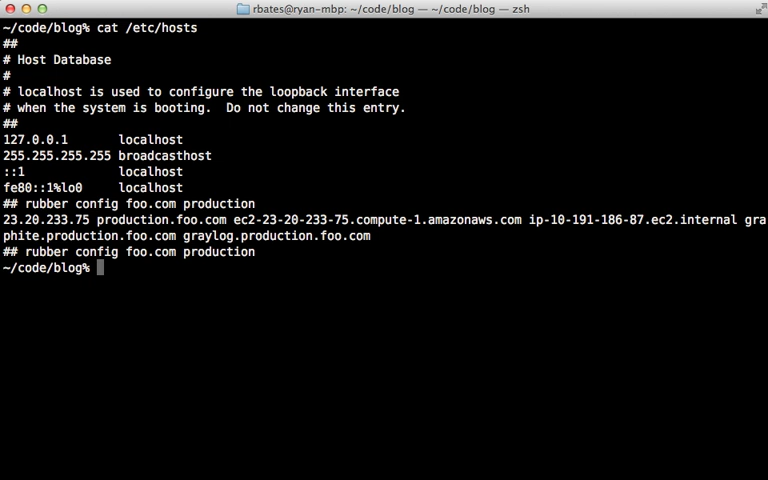 rbates@ryan-mbp: ~/code/blog — ~/code/blog — zsh
~/code/blog% cat /etc/hosts
##
# Host Database
#
# localhost is used to configure the loopback interface
# when the system is booting.  Do not change this entry.
##
127.0.0.1       localhost
255.255.255.255 broadcasthost
::1             localhost
fe80::1%lo0     localhost
## rubber config foo.com production
23.20.233.75 production.foo.com ec2-23-20-233-75.compute-1.amazonaws.com ip-10-191-186-87.ec2.internal gra
phite.production.foo.com graylog.production.foo.com
## rubber config foo.com production
~/code/blog%